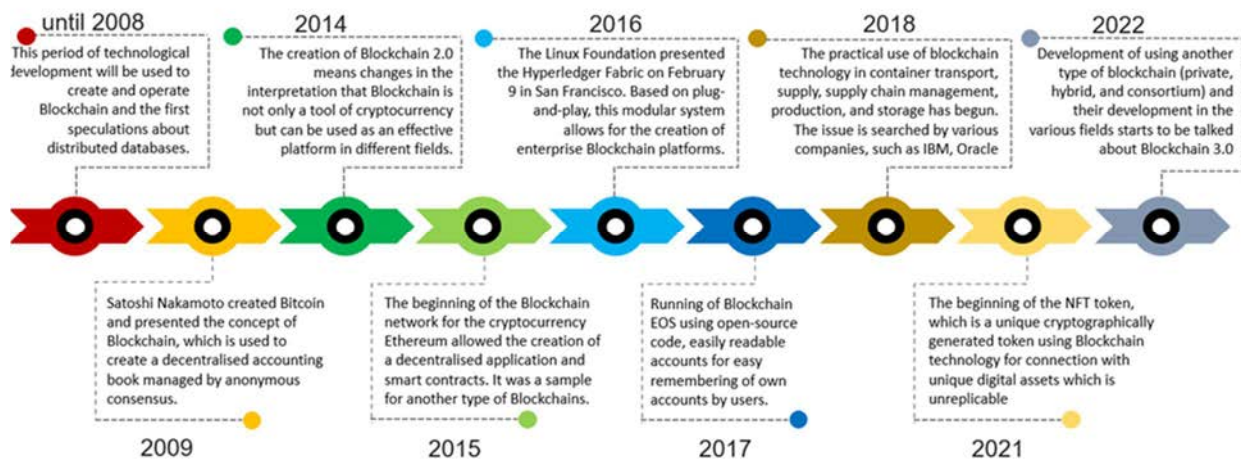 until 2008
This period of technological
development will be used to
create and operate
Blockchain and the first
speculations about
distributed databases.
2014
The creation of Blockchain 2.0
means changes in the
interpretation that Blockchain is
not only a tool of cryptocurrency
but can be used as an effective
platform in different fields.
2016
The Linux Foundation presented
the Hyperledger Fabric on February
9 in San Francisco. Based on plug-
and-play, this modular system
allows for the creation of
enterprise Blockchain platforms.
2018
The practical use of blockchain
technology in container transport,
supply, supply chain management,
production, and storage has begun.
The issue is searched by various
companies, such as IBM, Oracle
2022
Development of using another
type of blockchain (private,
hybrid, and consortium) and
their development in the
various fields starts to be talked
about Blockchain 3.0
Satoshi Nakamoto created Bitcoin
and presented the concept of
Blockchain, which is used to
create a decentralised accounting
book managed by anonymous
consensus.
2009
The beginning of the Blockchain
network for the cryptocurrency
Ethereum allowed the creation of
a decentralised application and
smart contracts. It was a sample
for another type of Blockchains.
2015
Running of Blockchain
EOS using open-source
code, easily readable
accounts for easy
remembering of own
accounts by users.
2017
The beginning of the NFT token,
which is a unique cryptographically
generated token using Blockchain
technology for connection with
unique digital assets which is
unreplicable
2021